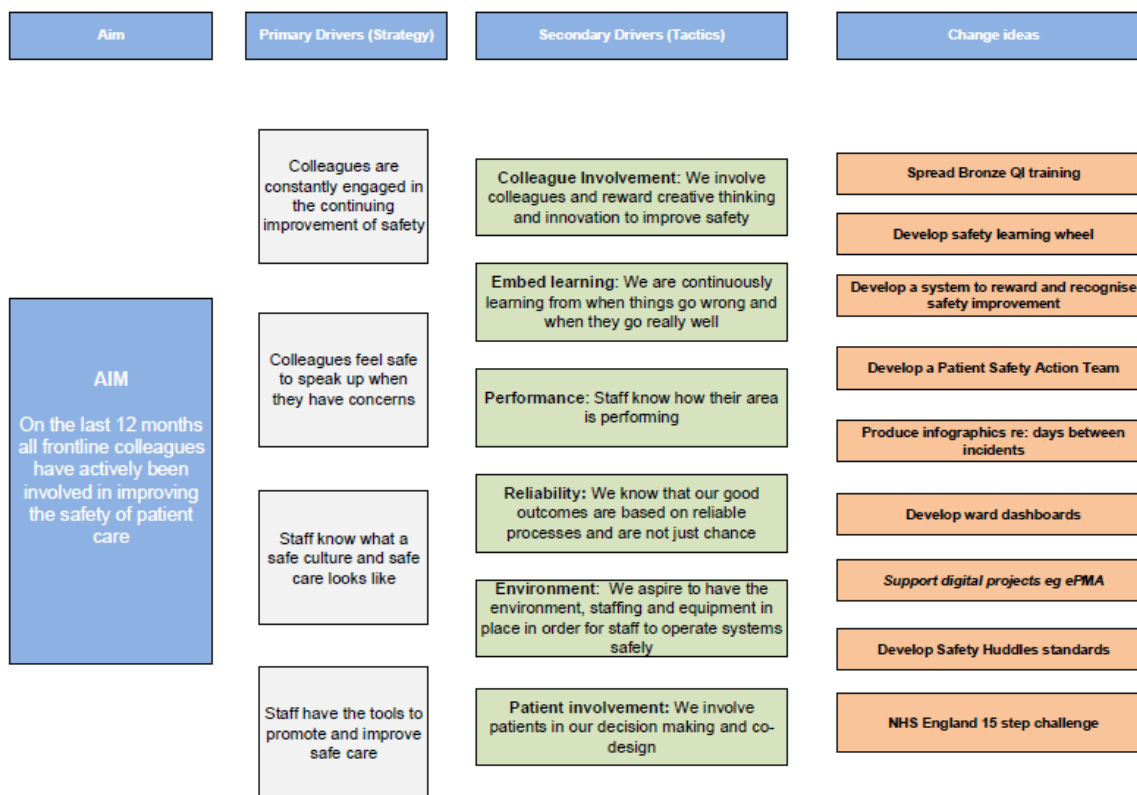 Aim
Primary Drivers (Strategy)
Secondary Drivers (Tactics)
Change ideas
AIM
On the last 12 months
all frontline colleagues
have actively been
involved in improving
the safety of patient
care
Colleagues are
constantly engaged in
the continuing
improvement of safety
Colleagues feel safe
to speak up when
they have concerns
Staff know what a
safe culture and safe
care looks like
Staff have the tools to
promote and improve
safe care
Colleague Involvement: We involve
colleagues and reward creative thinking
and innovation to improve safety
Embed learning: We are continuously
learning from when things go wrong and
when they go really well
Performance: Staff know how their area
is performing
Reliability: We know that our good
outcomes are based on reliable
processes and are not just chance
Environment: We aspire to have the
environment, staffing and equipment in
place in order for staff to operate systems
safely
Patient involvement: We involve
patients in our decision making and co-
design
Spread Bronze QI training
Develop safety learning wheel
Develop a system to reward and recognise
safety improvement
Develop a Patient Safety Action Team
Produce infographics re: days between
incidents
Develop ward dashboards
Support digital projects eg ePMA
Develop Safety Huddles standards
NHS England 15 step challenge